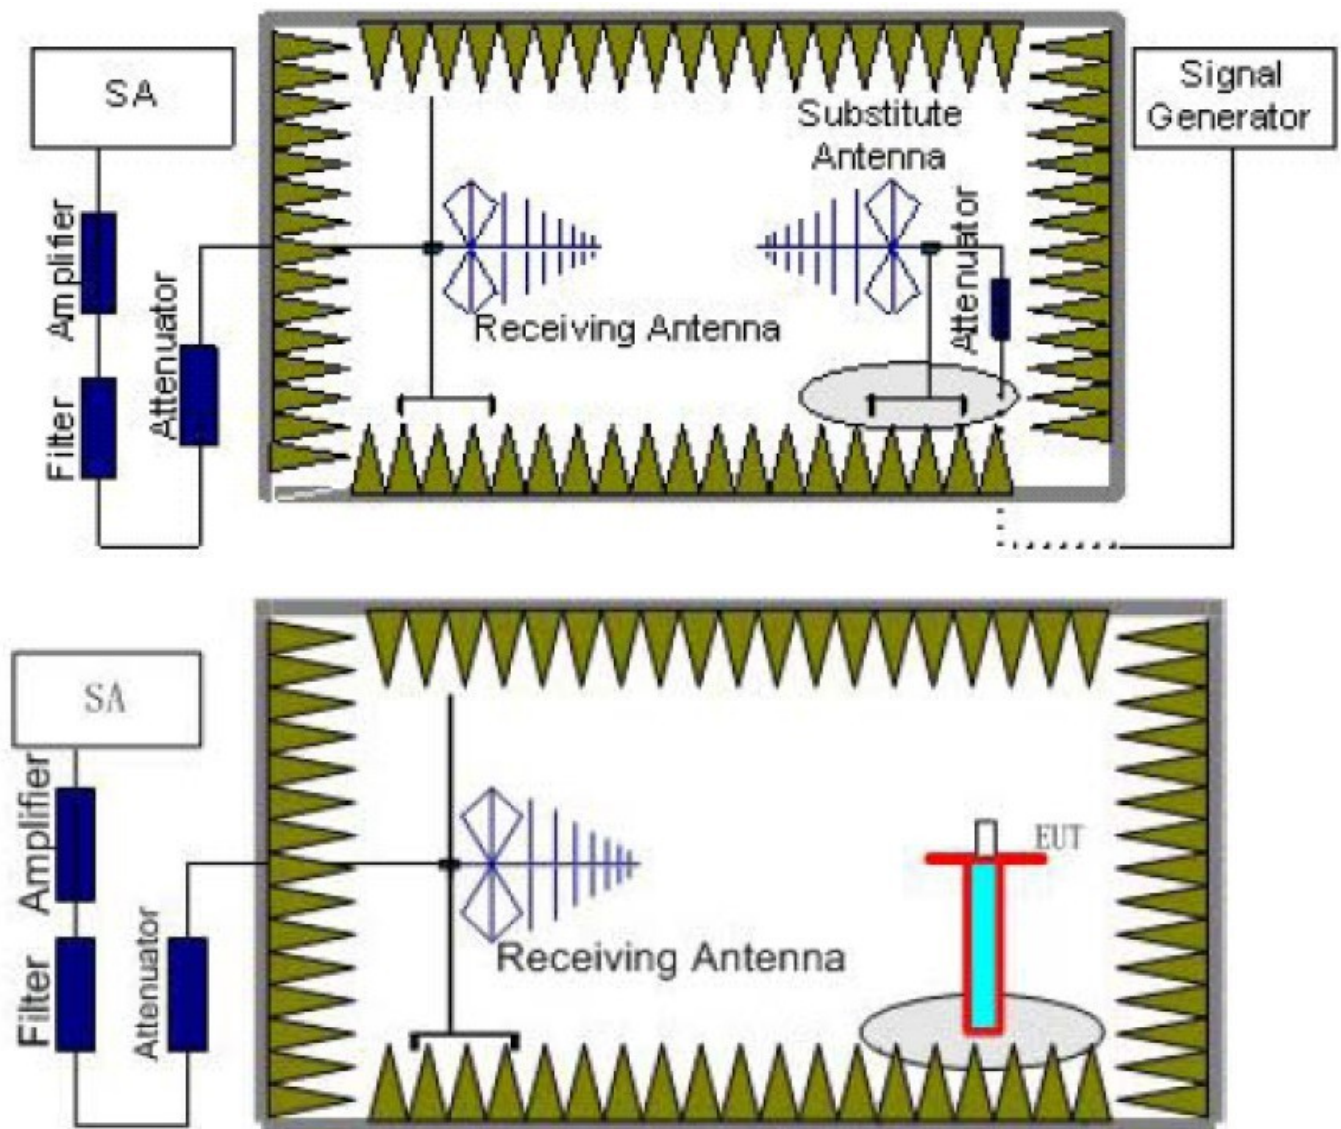 SA
Amplifier
Filter
Attenuator
Receiving Antenna
Substitute
Antenna
Attenuator
Signal
Generator
SA
Amplifier
Filter
Attenuator
Receiving Antenna
EUT